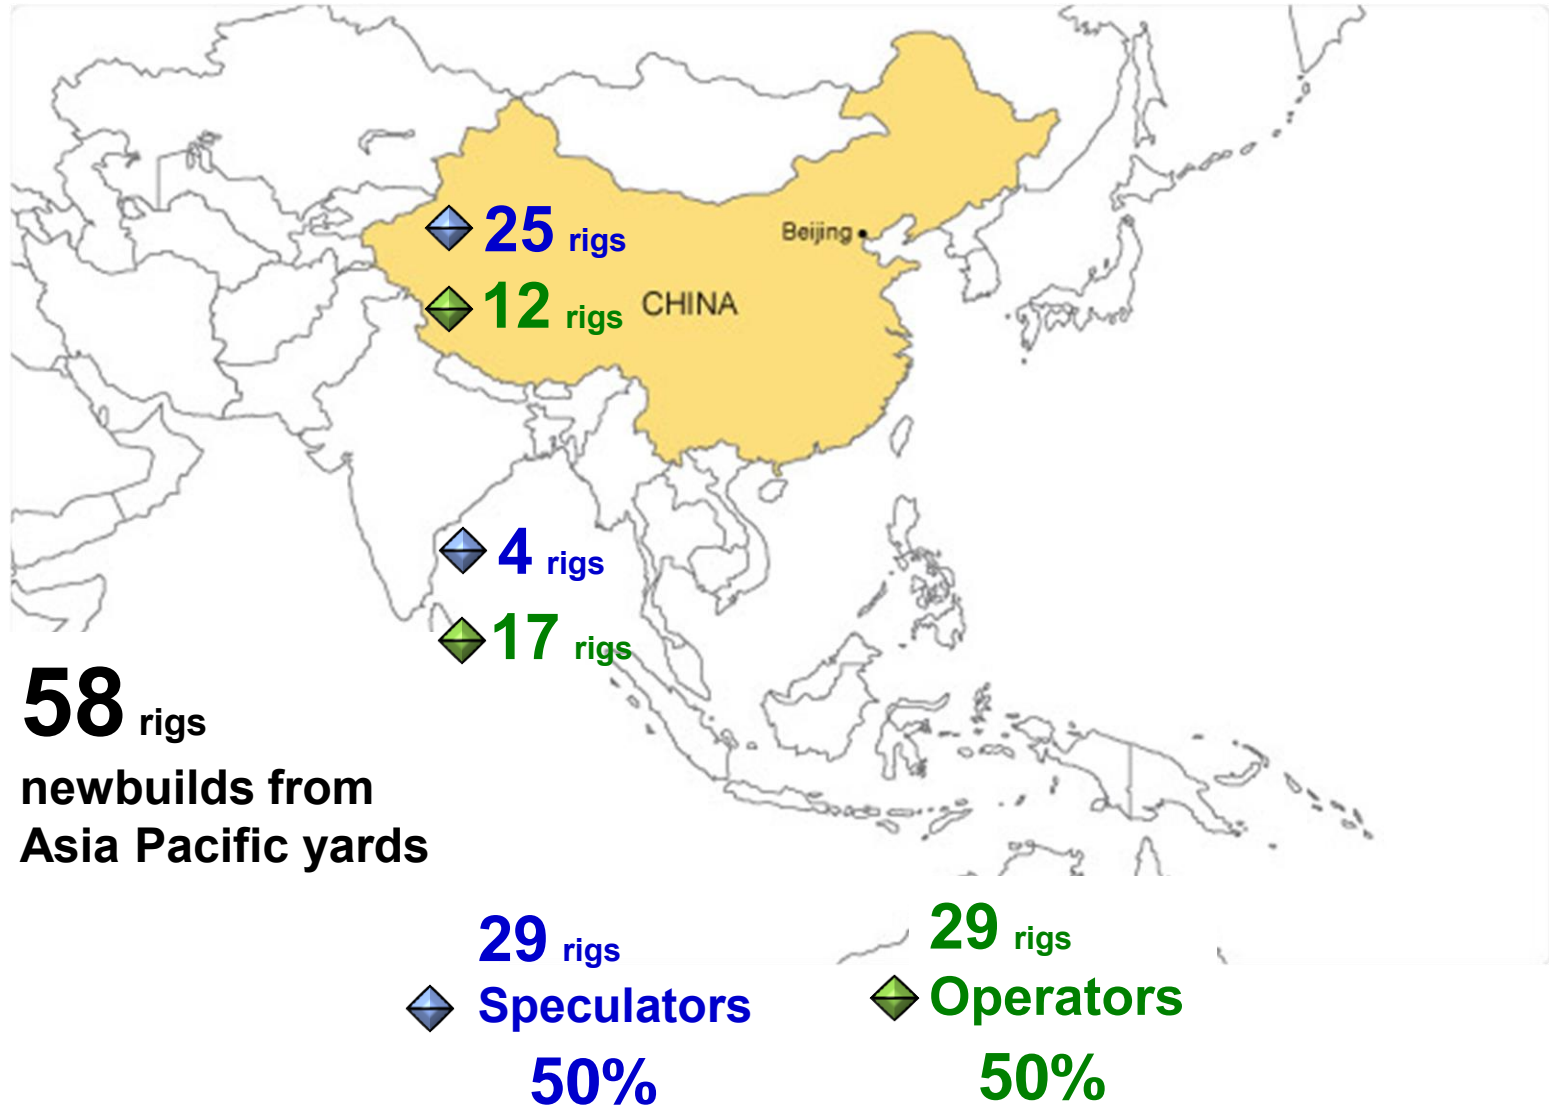 25 rigs
Beijing
12 rigs
CHINA
4 rigs
17 rigs
58 rigs
newbuilds from
Asia Pacific yards
29 rigs
Speculators
50%
29 rigs
Operators
50%